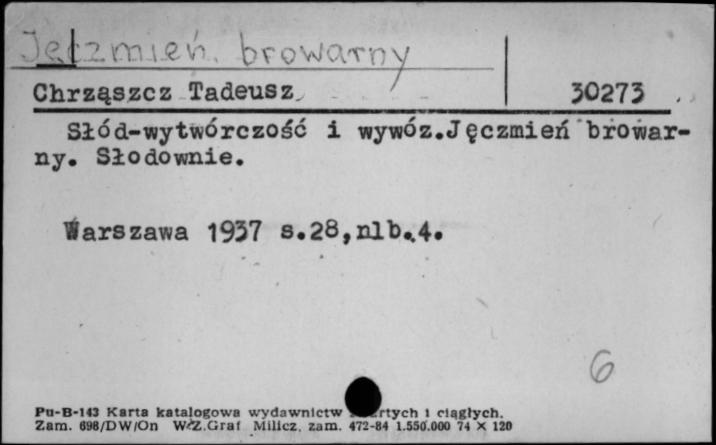 Jęczmień browarny
Chrząszcz Tadeusz 30273
Słód-wytwórczość i wywóz.Jęczmień browar-
ny. Słodownie.
Warszawa 1937 s.28,nlb.4.
6
Pu-B-143 Karta katalogowa wydawnictw i ciągłych.
Zam. 698/DW/On WZ.Graf Milicz, zam. 472-84 1.550.000 74 X 120